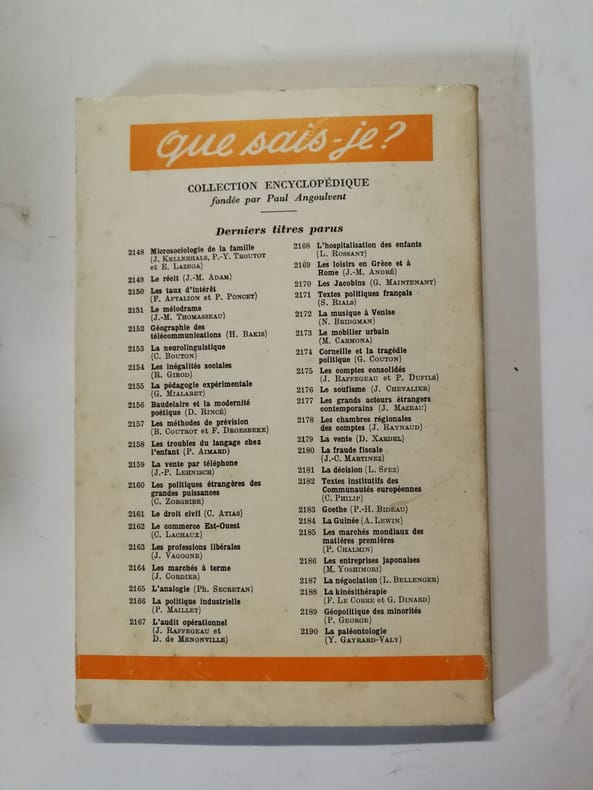 que sais-je?
COLLECTION ENCYCLOPÉDIQUE
fondée par Paul Angoulvent
Derniers titres parus
2148 Microsociologie de la famille
(J. KELLERHALS, P.-Y. TROUTOT
et E. LAZEGA)
2149 Le récit (J.-M. ADAM)
2150 Les taux d'intérêt
(F. AFTALION et P. PONCET)
2151 Le mélodrame
(J.-M. THOMASSEAU)
2152 Géographie des
télécommunications (H. BAKIS)
2153 La neurolinguistique
(C. BOUTON)
2154 Les inégalités sociales
(R. GIROD)
2155 La pédagogie expérimentale
(G. MIALARET)
2156 Baudelaire et la modernité
poétique (D. RINCÉ)
2157 Les méthodes de prévision
(B. COUTROT et F. DROESBEKE)
2158 Les troubles du langage chez
l'enfant (P. AIMARD)
2159 La vente par téléphone
(J.-P. LEHNISCH)
2160 Les politiques étrangères des
grandes puissances
(C. ZORGBIBE)
2161 Le droit civil (C. ATIAS)
2162 Le commerce Est-Ouest
(C. LACHAUX)
2163 Les professions libérales
(J. VAGOGNE)
2164 Les marchés à terme
(J. CORDIER)
2165 L'analogie (Ph. SECRETAN)
2166 La politique industrielle
(P. MAILLET)
2167 L'audit opérationnel
(J. RAFFEGEAU et
D. de MENONVILLE)
2168 L'hospitalisation des enfants
(L. ROSSANT)
2169 Les loisirs en Grèce et à
Rome (J.-M. ANDRÉ)
2170 Les Jacobins (G. MAINTENANT)
2171 Textes politiques français
(S. RIALS)
2172 La musique à Venise
(N. BRIDGMAN)
2173 Le mobilier urbain
(M. CARMONA)
2174 Corneille et la tragédie
politique (G. COUTON)
2175 Les comptes consolidés
(J. RAFFEGEAU et P. DUFILS)
2176 Le soufisme (J. CHEVALIER)
2177 Les grands acteurs étrangers
contemporains (J. MAZEAU)
2178 Les chambres régionales
des comptes (J. RAYNAUD)
2179 La vente (D. XARDEL)
2180 La fraude fiscale
(J.-C. MARTINEZ)
2181 La décision (L. SFEZ)
2182 Textes institutifs des
Communautés européennes
(C. PHILIP)
2183 Goethe (P.-H. BIDEAU)
2184 La Guinée (A. LEWIN)
2185 Les marchés mondiaux des
matières premières
(P. CHALMIN)
2186 Les entreprises japonaises
(M. YOSHIMORI)
2187 La négociation (L. BELLENGER)
2188 La kinésithérapie
(F. LE CORRE et G. DINARD)
2189 Géopolitique des minorités
(P. GEORGE)
2190 La paléontologie
(Y. GAYRARD-VALY)